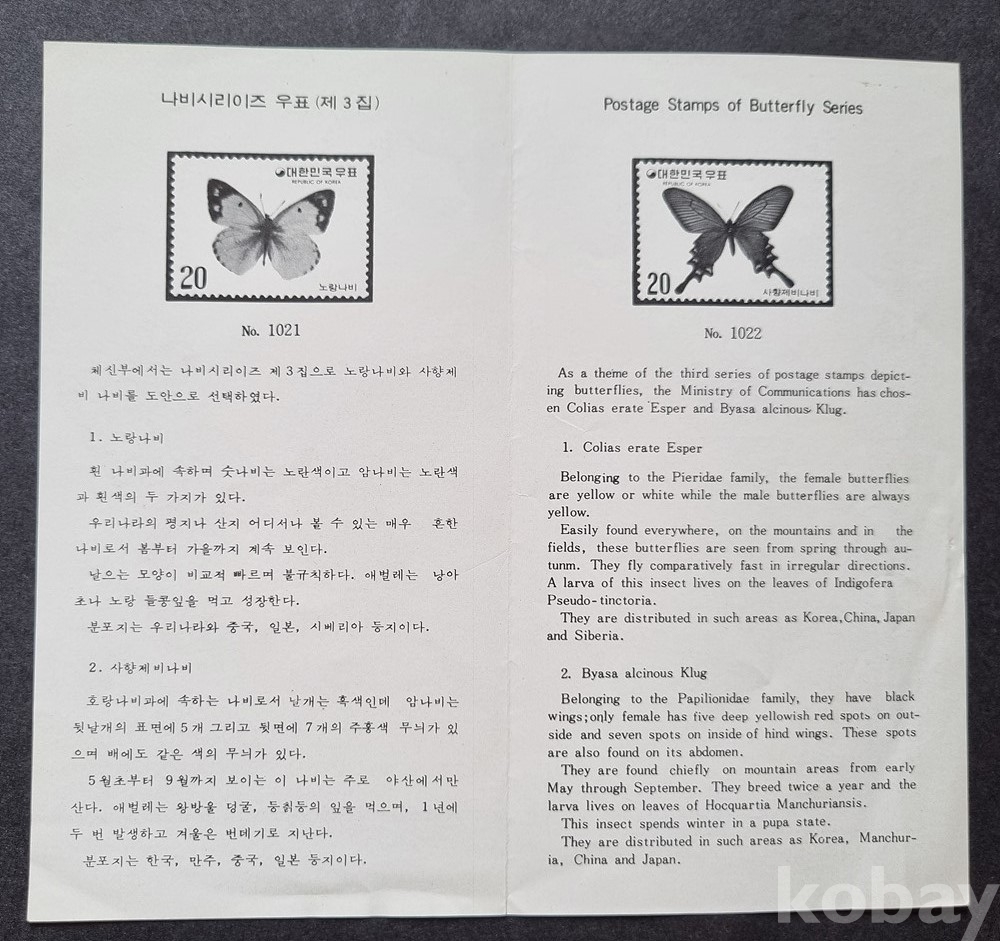 나비시리이즈 우표 (제 3 집)
대한민국우표
REPUBLIC OF KOREA
20
노랑나비
No. 1021
체신부에서는 나비시리이즈 제 3 집으로 노랑나비와 사향제
비 나비를 도안으로 선택하였다.
1. 노랑나비
흰 나비과에 속하며 숫나비는 노란색이고 암나비는 노란색
과 흰색의 두 가지가 있다.
우리나라의 평지나 산지 어디서나 볼 수 있는 매우 흔한
나비로서 봄부터 가을까지 계속 보인다.
날으는 모양이 비교적 빠르며 불규칙하다. 애벌레는 낭아
초나 노랑 들콩잎을 먹고 성장한다.
분포지는 우리나라와 중국, 일본, 시베리아 등지이다.
2. 사향제비나비
호랑나비과에 속하는 나비로서 날개는 흑색인데 암나비는
뒷날개의 표면에 5 개 그리고 뒷면에 7 개의 주홍색 무늬가 있
으며 배에도 같은 색의 무늬가 있다.
5 월초부터 9 월까지 보이는 이 나비는 주로 야산에서만
산다. 애벌레는 왕방울 덩굴, 등칡등의 잎을 먹으며, 1 년에
두 번 발생하고 겨울은 번데기로 지난다.
분포지는 한국, 만주, 중국, 일본 등지이다.
Postage Stamps of Butterfly Series
대한민국우표
REPUBLIC OF KOREA
20
사향제비나비
No. 1022
As a theme of the third series of postage stamps depict-
ing butterflies, the Ministry of Communications has chos-
en Colias erate Esper and Byasa alcinous Klug.
1. Colias erate Esper
Belonging to the Pieridae family, the female butterflies
are yellow or white while the male butterflies are always
yellow.
Easily found everywhere, on the mountains and in the
fields, these butterflies are seen from spring through au-
tunm. They fly comparatively fast in irregular directions.
A larva of this insect lives on the leaves of Indigofera
Pseudo-tinctoria.
They are distributed in such areas as Korea, China, Japan
and Siberia.
2. Byasa alcinous Klug
Belonging to the Papilionidae family, they have black
wings; only female has five deep yellowish red spots on out-
side and seven spots on inside of hind wings. These spots
are also found on its abdomen.
They are found chiefly on mountain areas from early
May through September. They breed twice a year and the
larva lives on leaves of Hocquartia Manchuriansis.
This insect spends winter in a pupa state.
They are distributed in such areas as Korea, Manchur-
ia, China and Japan.
kobay